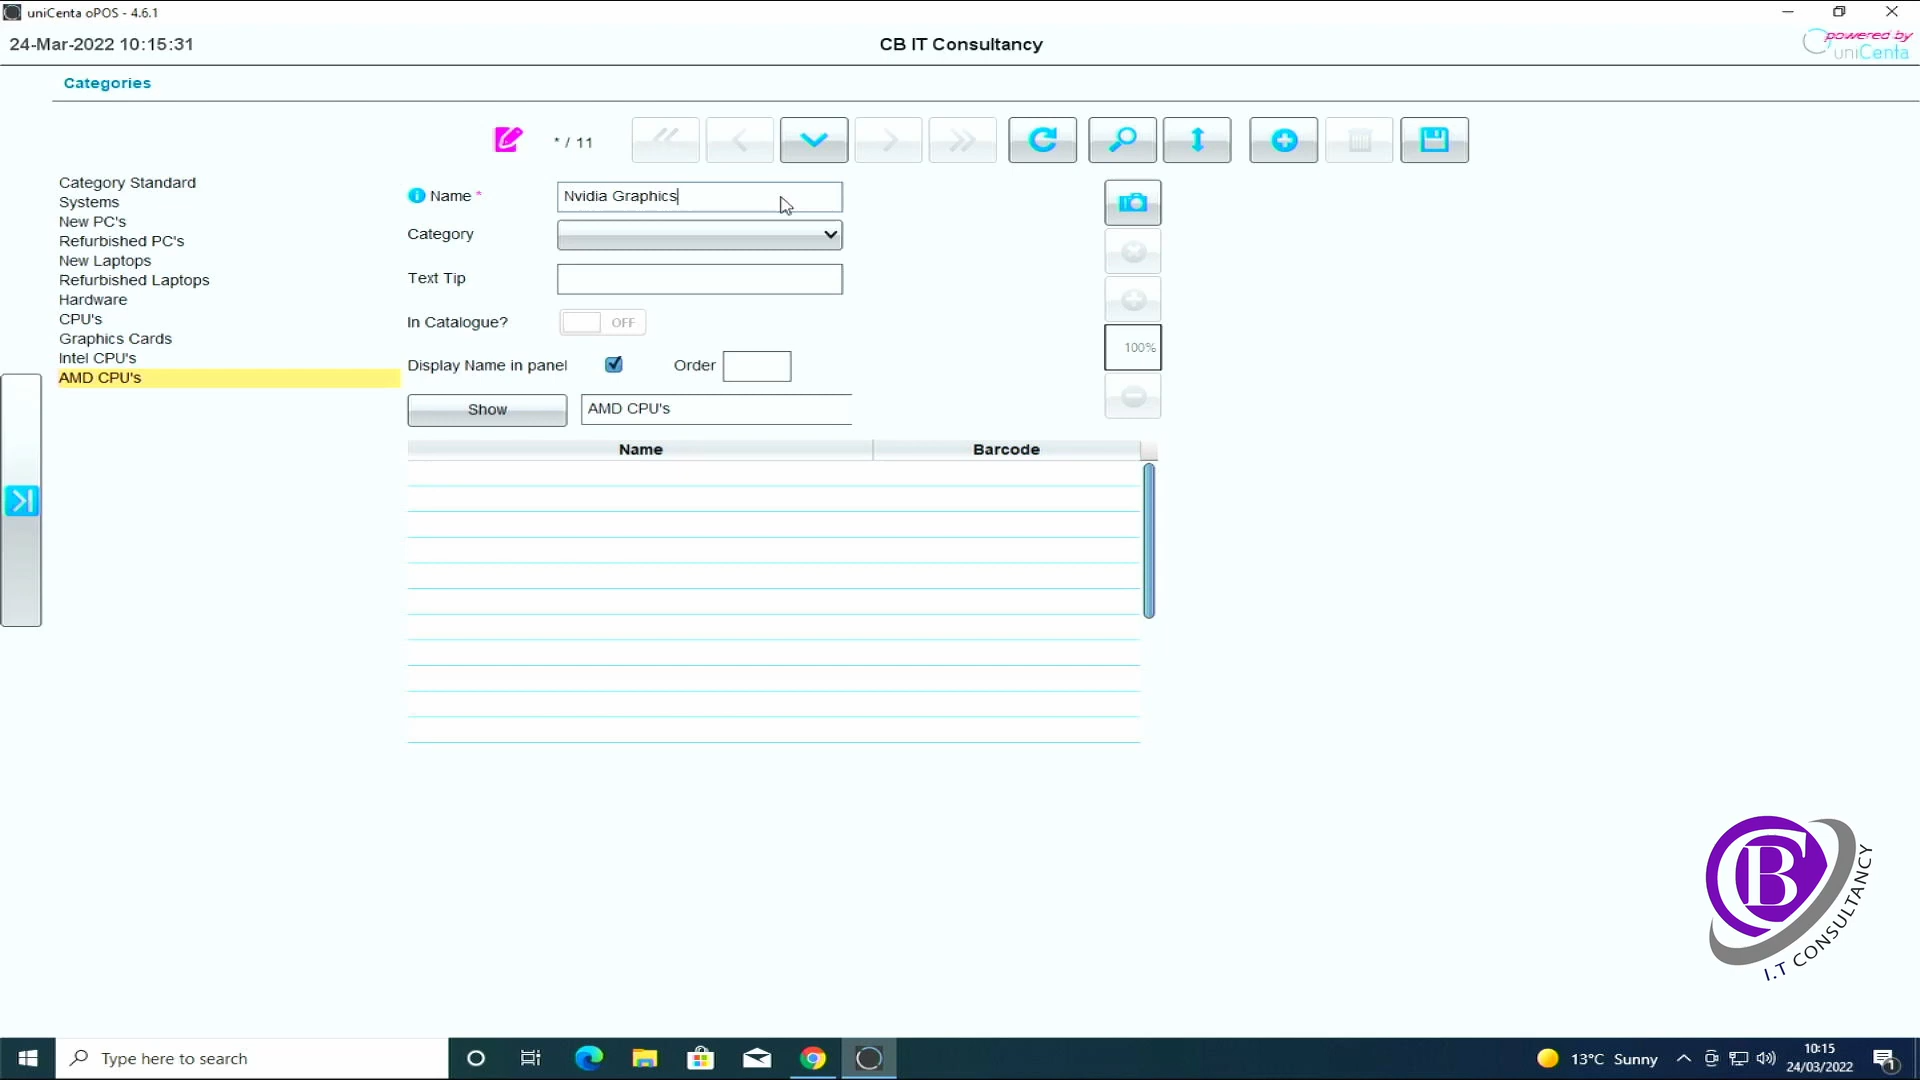 uniCenta oPOS - 4.6.1
24-Mar-2022 10:15:31
CB IT Consultancy
powered by
uniCenta
Categories
* / 11
Category Standard
Systems
New PC's
Refurbished PC's
New Laptops
Refurbished Laptops
Hardware
CPU's
Graphics Cards
Intel CPU's
AMD CPU's
Name *
Nvidia Graphics
Category
Text Tip
In Catalogue?
OFF
Display Name in panel
Order
Show
AMD CPU's
100%
Name
Barcode
CB
I.T CONSULTANCY
Type here to search
13°C Sunny
10:15
24/03/2022
1